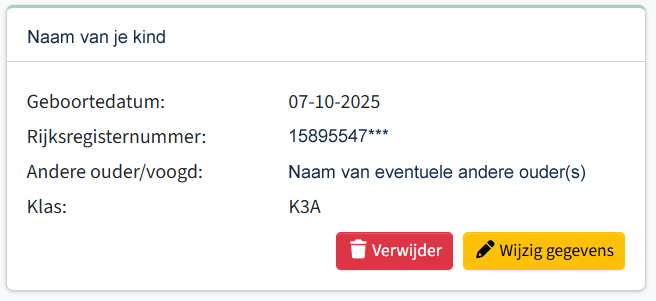 Naam van je kind
Geboortedatum: 07-10-2025
Rijksregisternummer: 15895547***
Andere ouder/voogd: Naam van eventuele andere ouder(s)
Klas: K3A
Verwijder Wijzig gegevens